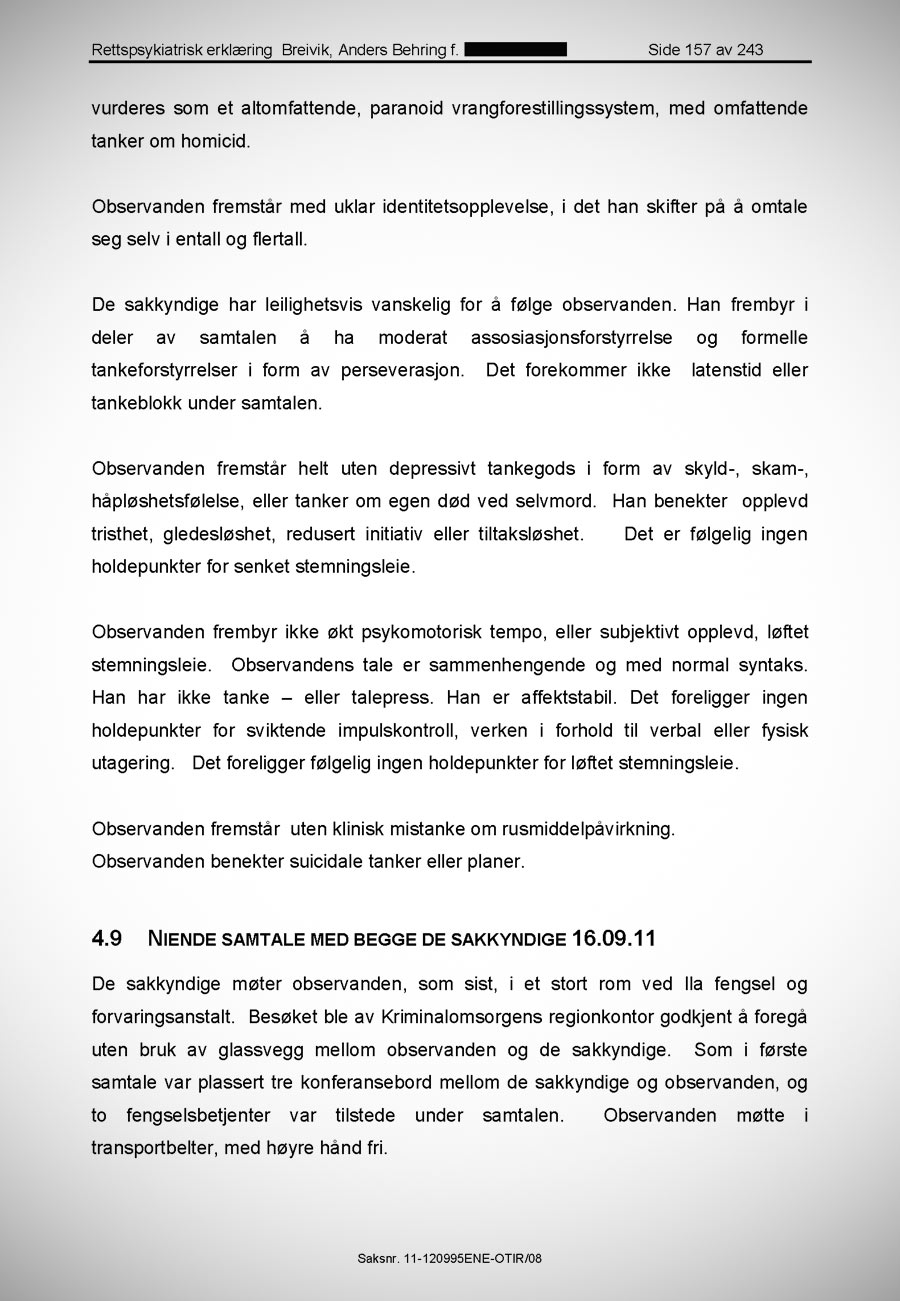 Rettspsykiatrisk erklæring Breivik, Anders Behring f. Side 157 av 243
vurderes som et altomfattende, paranoid vrangforestillingssystem, med omfattende
tanker om homicid.
Observanden fremstår med uklar identitetsopplevelse, i det han skifter på å omtale
seg selv i entall og flertall.
De sakkyndige har leilighetsvis vanskelig for å følge observanden. Han frembyr i
deler av samtalen å ha moderat assosiasjonsforstyrrelse og formelle
tankeforstyrrelser i form av perseverasjon. Det forekommer ikke latenstid eller
tankeblokk under samtalen.
Observanden fremstår helt uten depressivt tankegods i form av skyld-, skam-,
håpløshetsfølelse, eller tanker om egen død ved selvmord. Han benekter opplevd
tristhet, gledesløshet, redusert initiativ eller tiltaksløshet. Det er følgelig ingen
holdepunkter for senket stemningsleie.
Observanden frembyr ikke økt psykomotorisk tempo, eller subjektivt opplevd, løftet
stemningsleie. Observandens tale er sammenhengende og med normal syntaks.
Han har ikke tanke – eller talepress. Han er affektstabil. Det foreligger ingen
holdepunkter for sviktende impulskontroll, verken i forhold til verbal eller fysisk
utagering. Det foreligger følgelig ingen holdepunkter for løftet stemningsleie.
Observanden fremstår uten klinisk mistanke om rusmiddelpåvirkning.
Observanden benekter suicidale tanker eller planer.
4.9 NIENDE SAMTALE MED BEGGE DE SAKKYNDIGE 16.09.11
De sakkyndige møter observanden, som sist, i et stort rom ved Ila fengsel og
forvaringsanstalt. Besøket ble av Kriminalomsorgens regionkontor godkjent å foregå
uten bruk av glassvegg mellom observanden og de sakkyndige. Som i første
samtale var plassert tre konferansebord mellom de sakkyndige og observanden, og
to fengselsbetjenter var tilstede under samtalen. Observanden møtte i
transportbelter, med høyre hånd fri.
Saksnr. 11-120995ENE-OTIR/08